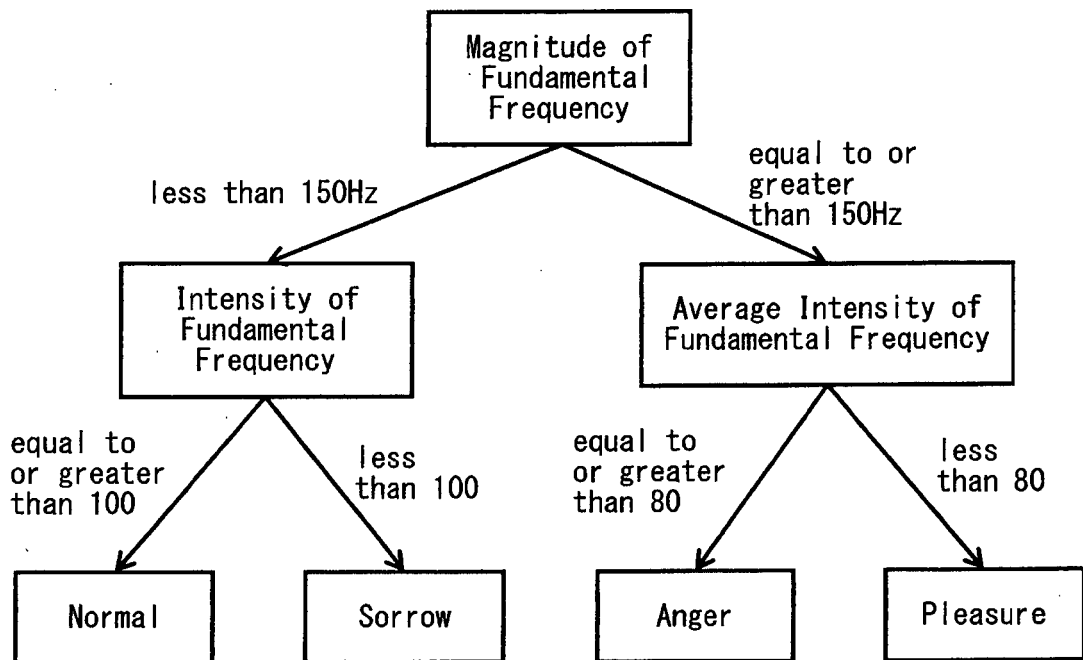 Magnitude of
Fundamental
Frequency
less than 150Hz
equal to or
greater
than 150Hz
Intensity of
Fundamental
Frequency
Average Intensity of
Fundamental Frequency
equal to
or greater
than 100
less
than 100
equal to
or greater
than 80
less
than 80
Normal
Sorrow
Anger
Pleasure